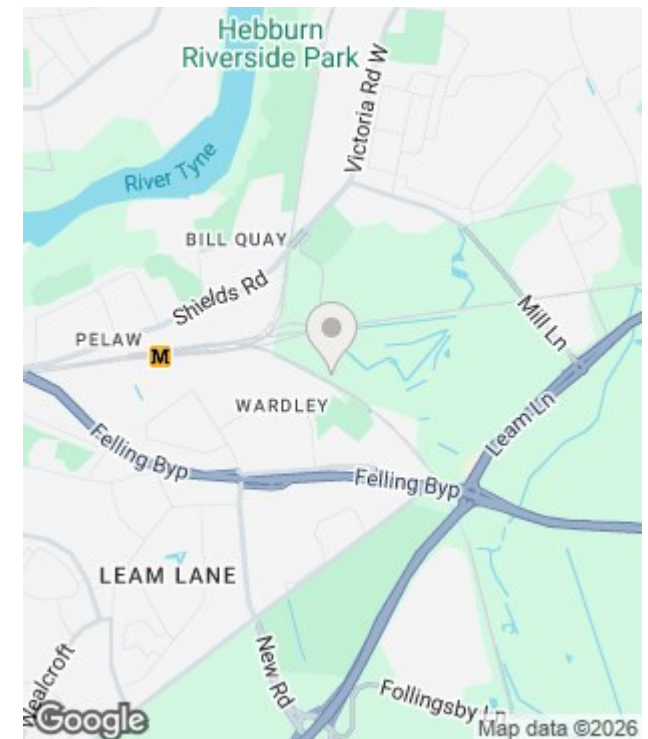 Hebburn
Riverside Park
Victoria Rd W
River Tyne
BILL QUAY
Shields Rd
Mill Ln
PELAW
M
WARDLEY
Leam Ln
Felling Byp
Felling Byp
LEAM LANE
New Rd
Wealcroft
Follingsby Ln
Google
Map data ©2026